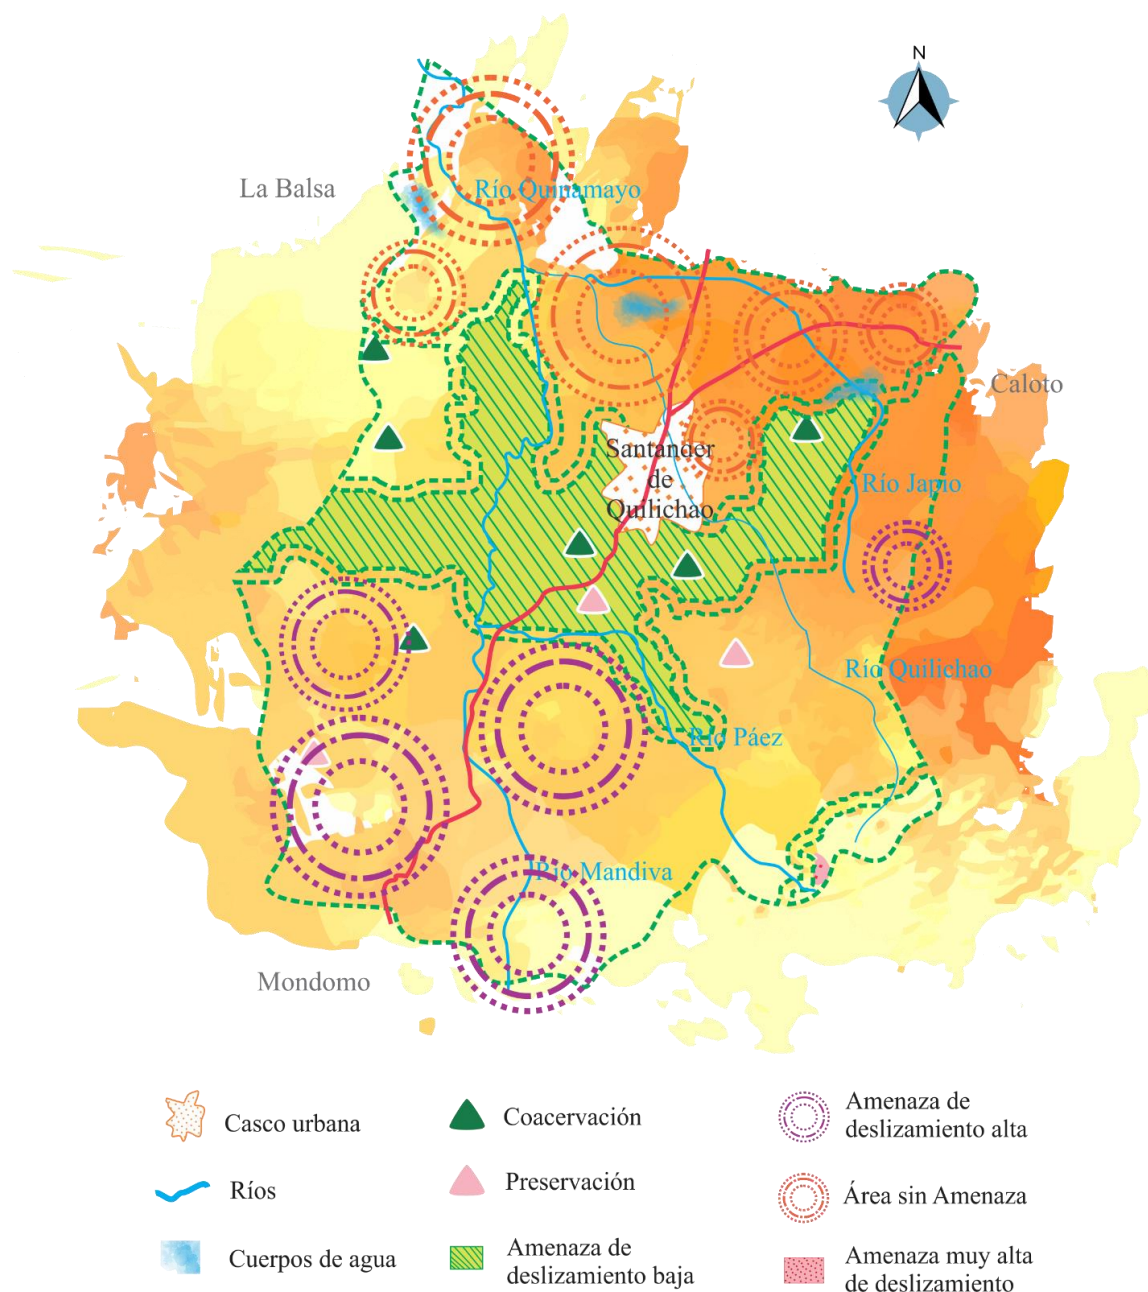 N
La Balsa
Río Quinamayo
Caloto
Santander
de
Quilichao
Río Japio
Río Quilichao
Río Páez
Río Mandiva
Mondomo
Casco urbana
Ríos
Cuerpos de agua
Coacervación
Preservación
Amenaza de
deslizamiento baja
Amenaza de
deslizamiento alta
Área sin Amenaza
Amenaza muy alta
de deslizamiento